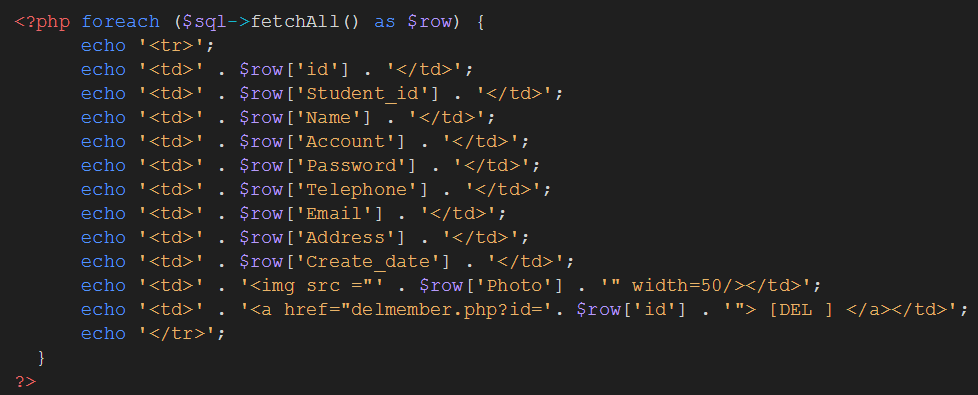 <?php foreach ($sql->fetchAll() as $row) {
echo '<tr>';
echo '<td>' . $row['id'] . '</td>';
echo '<td>' . $row['Student_id'] . '</td>';
echo '<td>' . $row['Name'] . '</td>';
echo '<td>' . $row['Account'] . '</td>';
echo '<td>' . $row['Password'] . '</td>';
echo '<td>' . $row['Telephone'] . '</td>';
echo '<td>' . $row['Email'] . '</td>';
echo '<td>' . $row['Address'] . '</td>';
echo '<td>' . $row['Create_date'] . '</td>';
echo '<td>' . '<img src ="' . $row['Photo'] . '" width=50/></td>';
echo '<td>' . '<a href="delmember.php?id='. $row['id'] . '"> [DEL ] </a></td>';
echo '</tr>';
}
?>